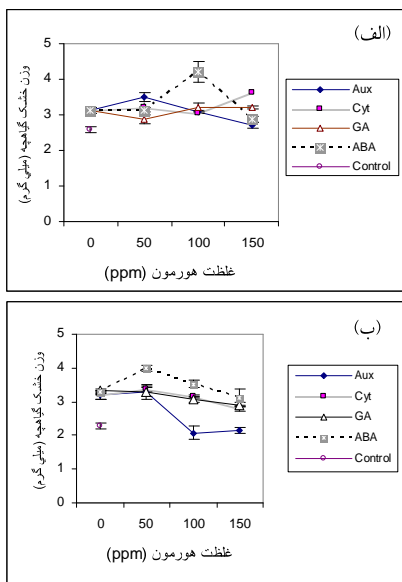 (الف)
وزن خشک گیاهچه (میلی گرم)
5
4
3
2
1
0
0 50 100 150
غلظت هورمون (ppm)
Aux
Cyt
GA
ABA
Control
(ب)
وزن خشک گیاهچه (میلی گرم)
5
4
3
2
1
0
0 50 100 150
غلظت هورمون (ppm)
Aux
Cyt
GA
ABA
Control